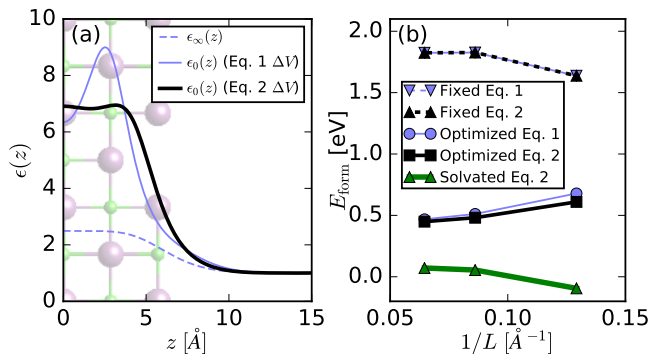 (a)
ϵ∞(z)
ϵ0(z) (Eq. 1 ΔV)
ϵ0(z) (Eq. 2 ΔV)
10
8
6
4
2
0
ϵ(z)
0 5 10 15
z [Å]
(b)
Fixed Eq. 1
Fixed Eq. 2
Optimized Eq. 1
Optimized Eq. 2
Solvated Eq. 2
2.0
1.5
1.0
0.5
0.0
Eform [eV]
0.05 0.10 0.15
1/L [Å−1]